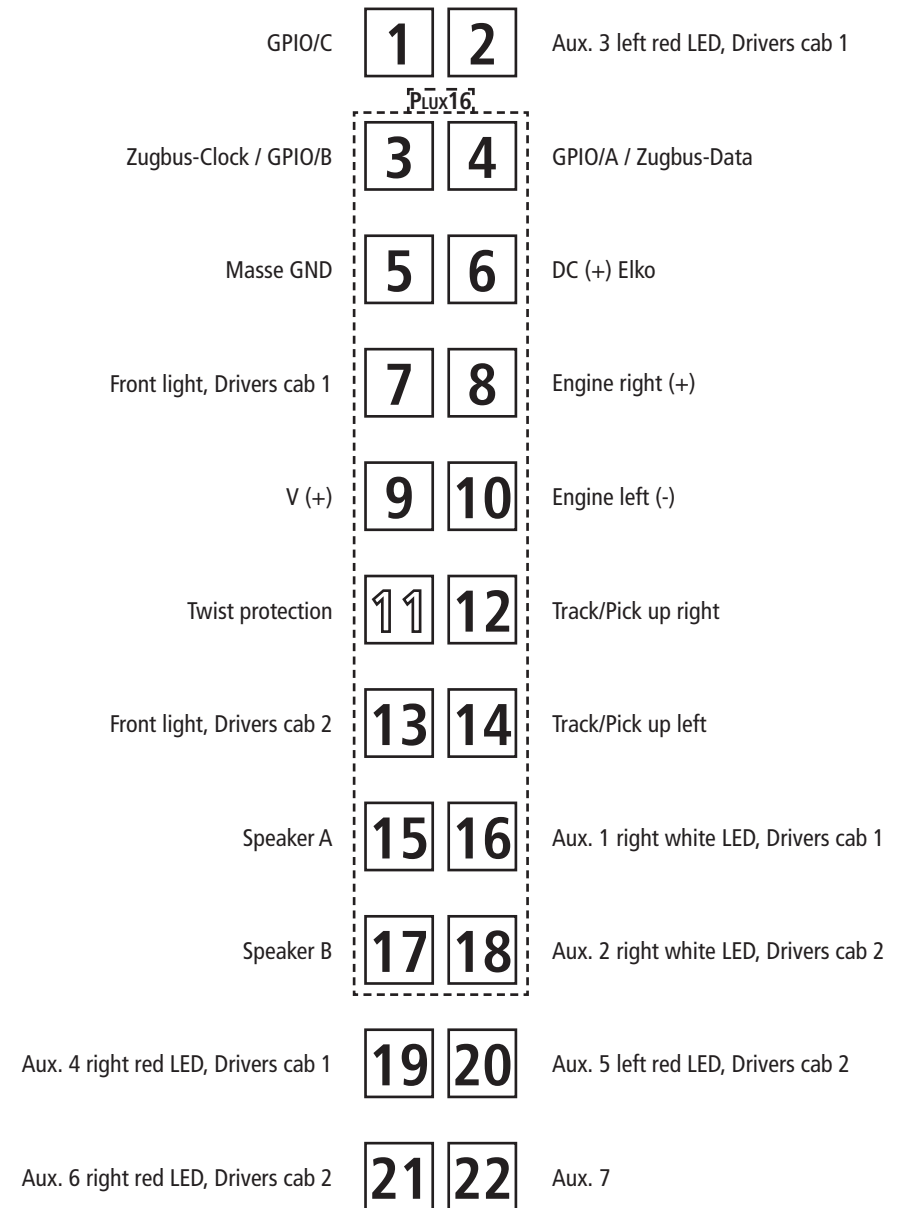 GPIO/C 1 2 Aux. 3 left red LED, Drivers cab 1
PLUX16
Zugbus-Clock / GPIO/B 3 4 GPIO/A / Zugbus-Data
Masse GND 5 6 DC (+) Elko
Front light, Drivers cab 1 7 8 Engine right (+)
V (+) 9 10 Engine left (-)
Twist protection 11 12 Track/Pick up right
Front light, Drivers cab 2 13 14 Track/Pick up left
Speaker A 15 16 Aux. 1 right white LED, Drivers cab 1
Speaker B 17 18 Aux. 2 right white LED, Drivers cab 2
Aux. 4 right red LED, Drivers cab 1 19 20 Aux. 5 left red LED, Drivers cab 2
Aux. 6 right red LED, Drivers cab 2 21 22 Aux. 7